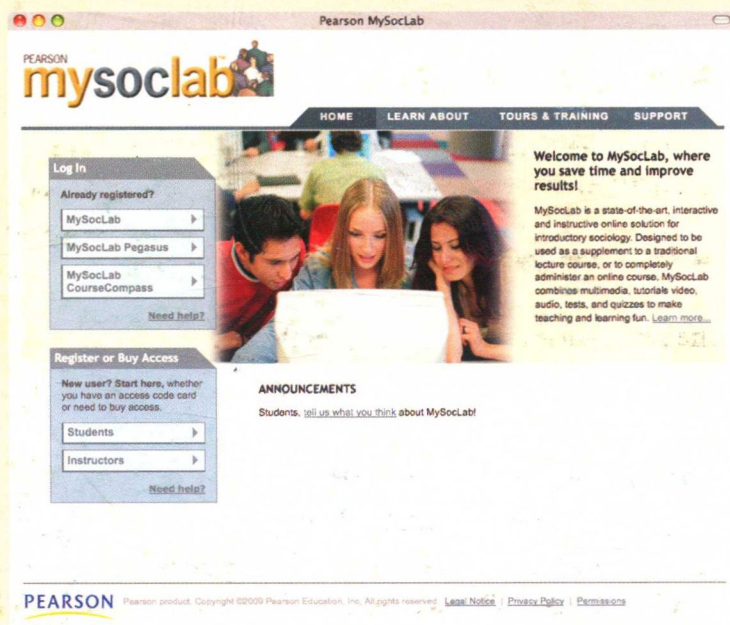 Pearson MySocLab
PEARSON
mysoclab
HOME LEARN ABOUT TOURS & TRAINING SUPPORT
Log In
Already registered?
MySocLab
MySocLab Pegasus
MySocLab
CourseCompass
Need help?
Register or Buy Access
New user? Start here, whether
you have an access code card
or need to buy access.
Students
Instructors
Need help?
Welcome to MySocLab, where
you save time and improve
results!
MySocLab is a state-of-the-art, interactive
and instructive online solution for
introductory sociology. Designed to be
used as a supplement to a traditional
lecture course, or to completely
administer an online course, MySocLab
combines multimedia, tutorials video,
audio, tests, and quizzes to make
teaching and learning fun. Learn more...
ANNOUNCEMENTS
Students, tell us what you think about MySocLab!
PEARSON Pearson product. Copyright ©2009 Pearson Education, Inc. All rights reserved. Legal Notice | Privacy Policy | Permissions